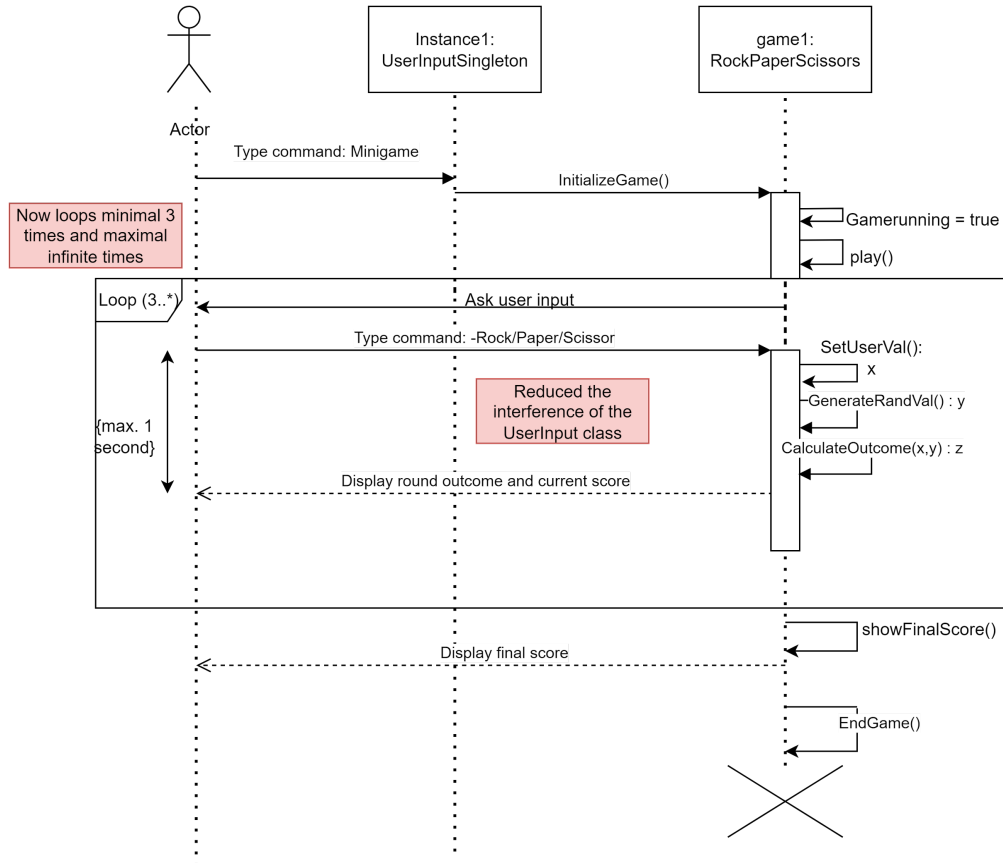 Instance1:
UserInputSingleton
game1:
RockPaperScissors
Actor
Type command: Minigame
InitializeGame()
Now loops minimal 3
times and maximal
infinite times
Gamerunning = true
play()
Loop (3..*)
Ask user input
Type command: -Rock/Paper/Scissor
SetUserVal():
x
Reduced the
interference of the
UserInput class
GenerateRandVal() : y
{max. 1
second}
CalculateOutcome(x,y) : z
Display round outcome and current score
showFinalScore()
Display final score
EndGame()